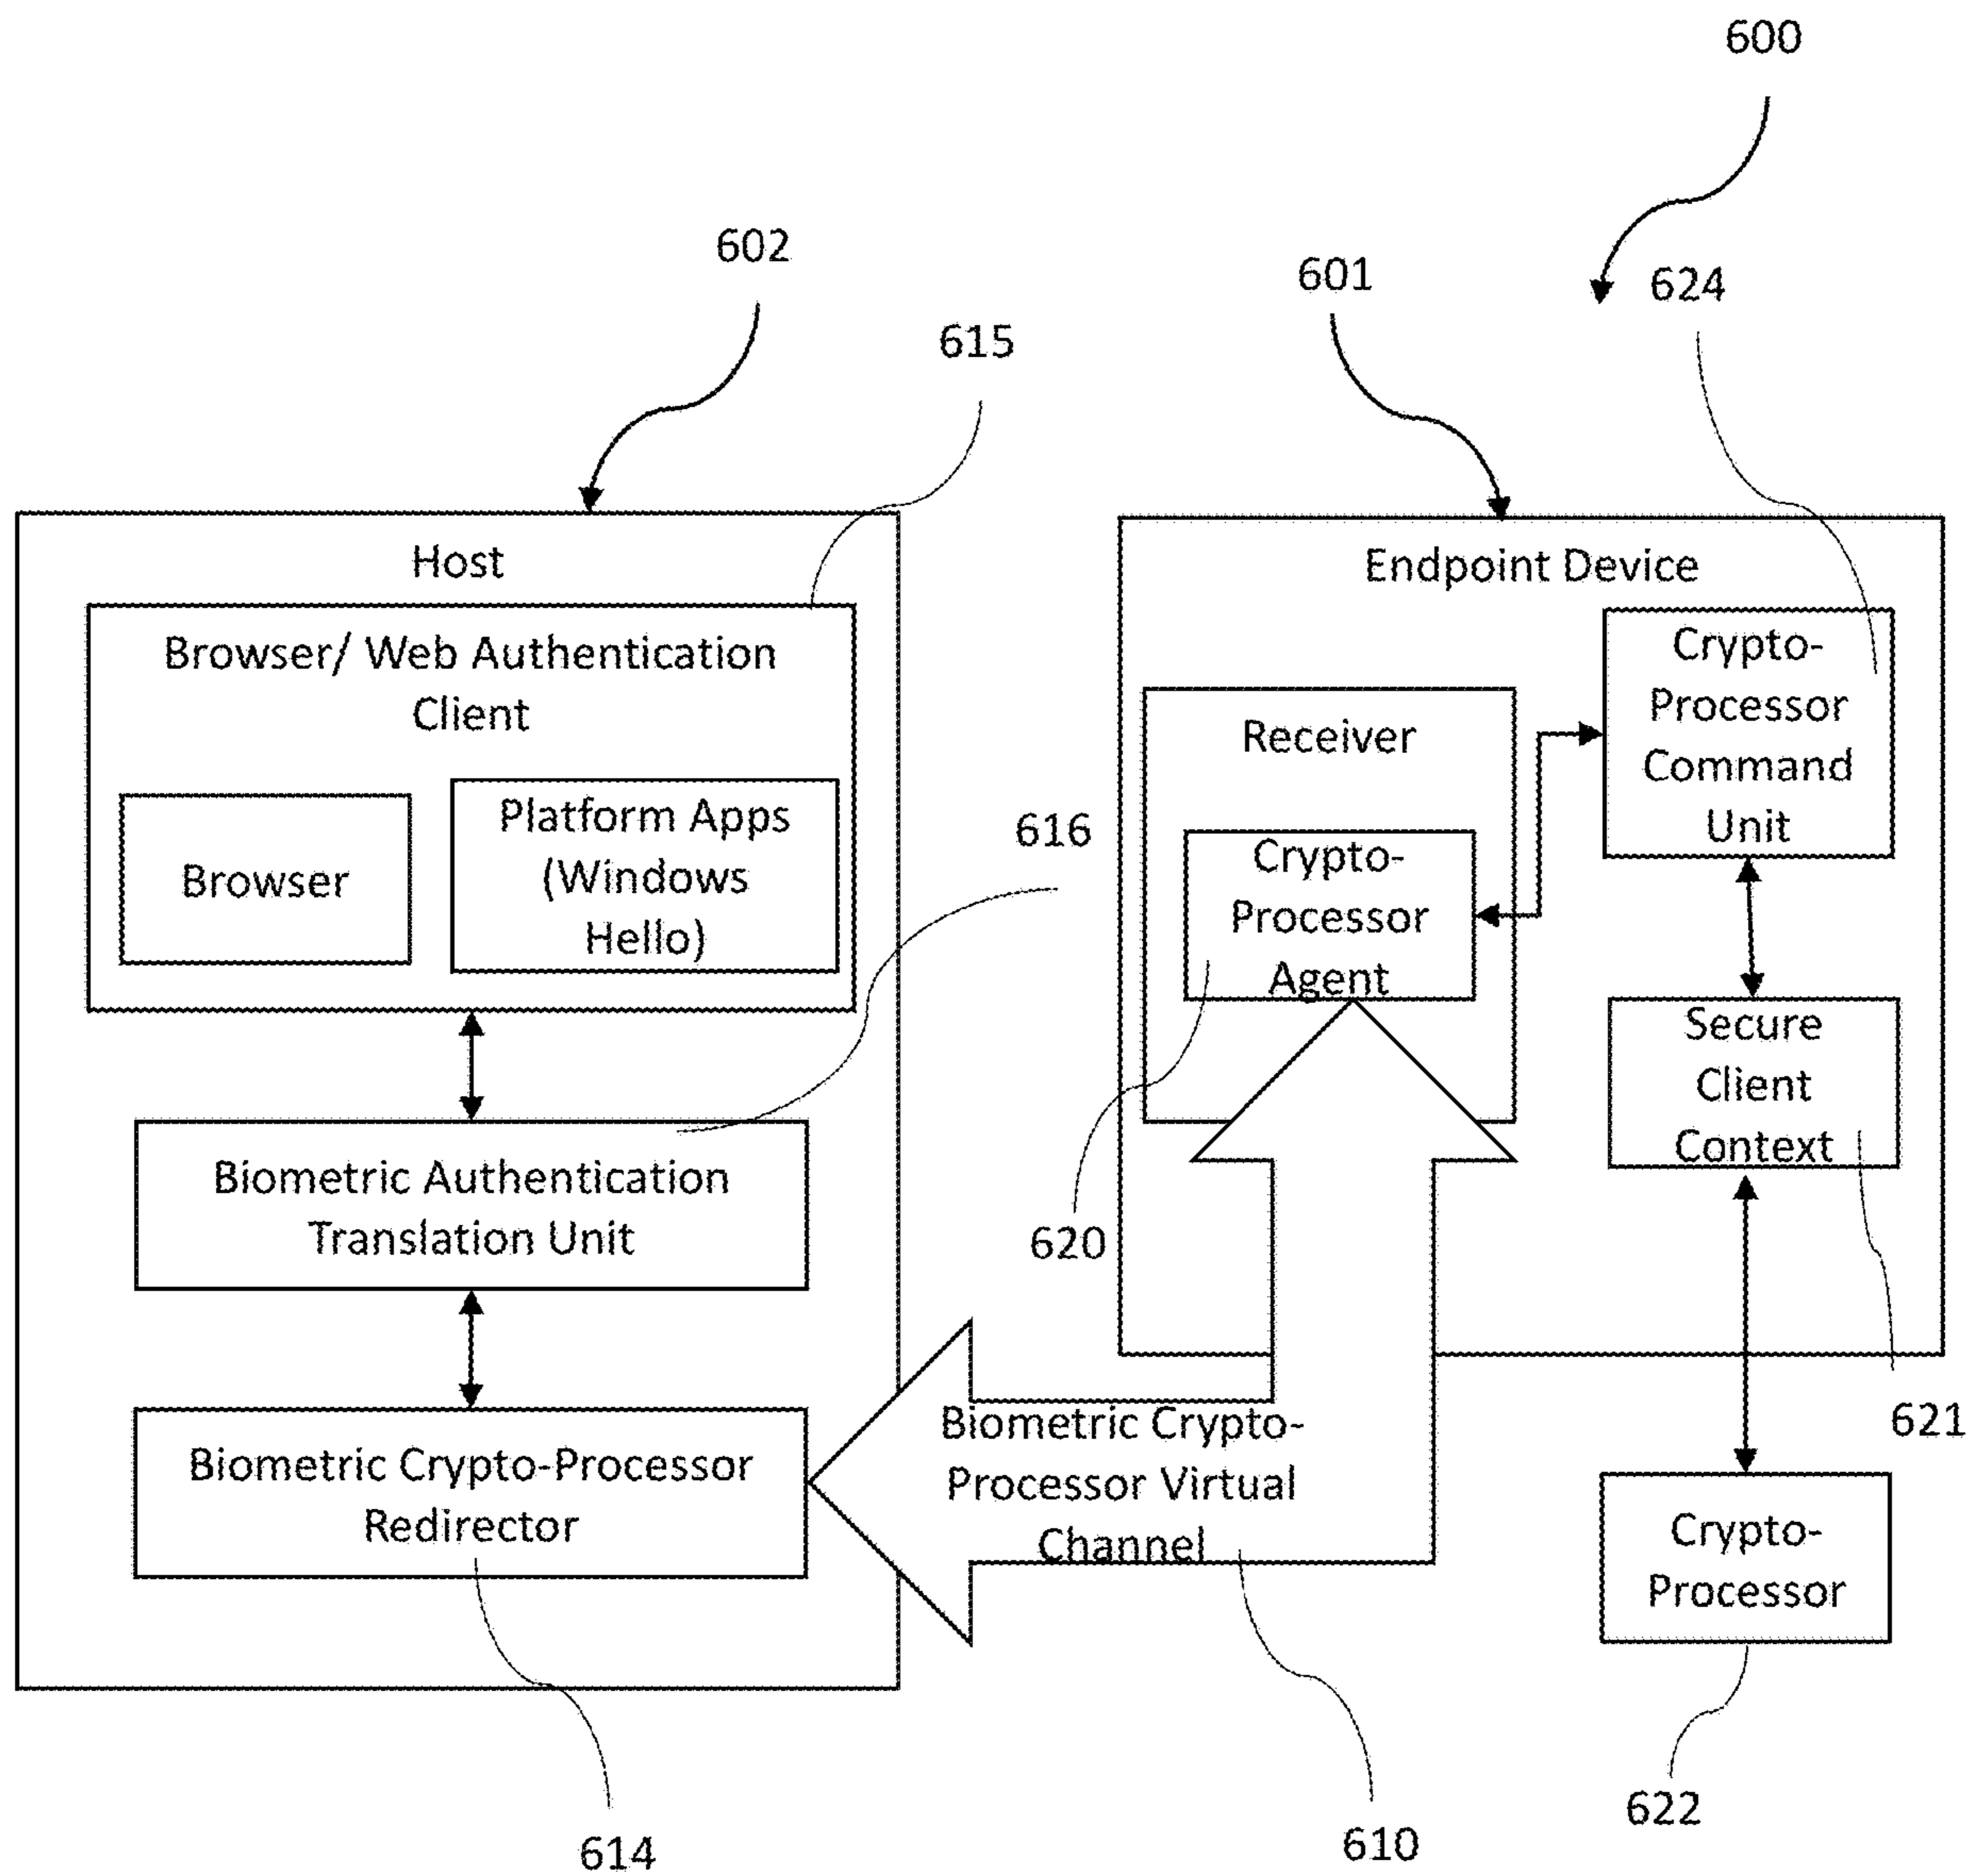 600
602
601
624
615
Host
Endpoint Device
Browser/ Web Authentication
Client
Browser
Platform Apps
(Windows
Hello)
616
Receiver
Crypto-
Processor
Agent
Crypto-
Processor
Command
Unit
Secure
Client
Context
Biometric Authentication
Translation Unit
620
Biometric Crypto-Processor
Redirector
Biometric Crypto-
Processor Virtual
Channel
621
Crypto-
Processor
614
610
622